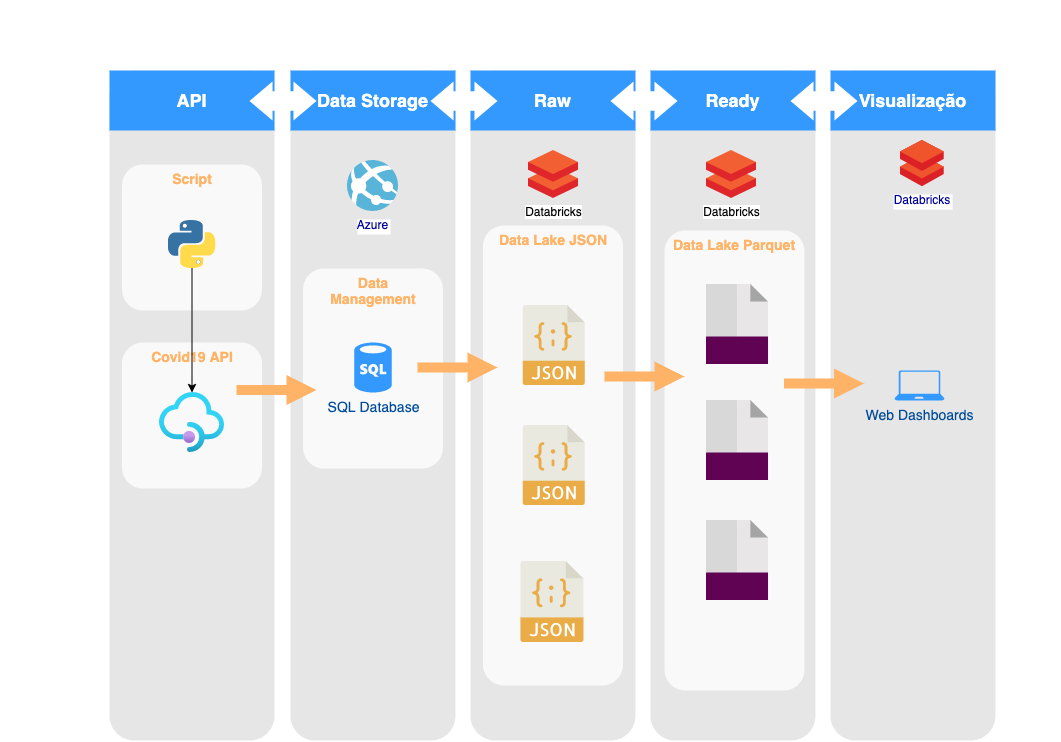 API
Data Storage
Raw
Ready
Visualização
Script
Covid19 API
Azure
Data
Management
SQL
SQL Database
Databricks
Data Lake JSON
{;}
JSON
{;}
JSON
{;}
JSON
Databricks
Data Lake Parquet
Databricks
Web Dashboards